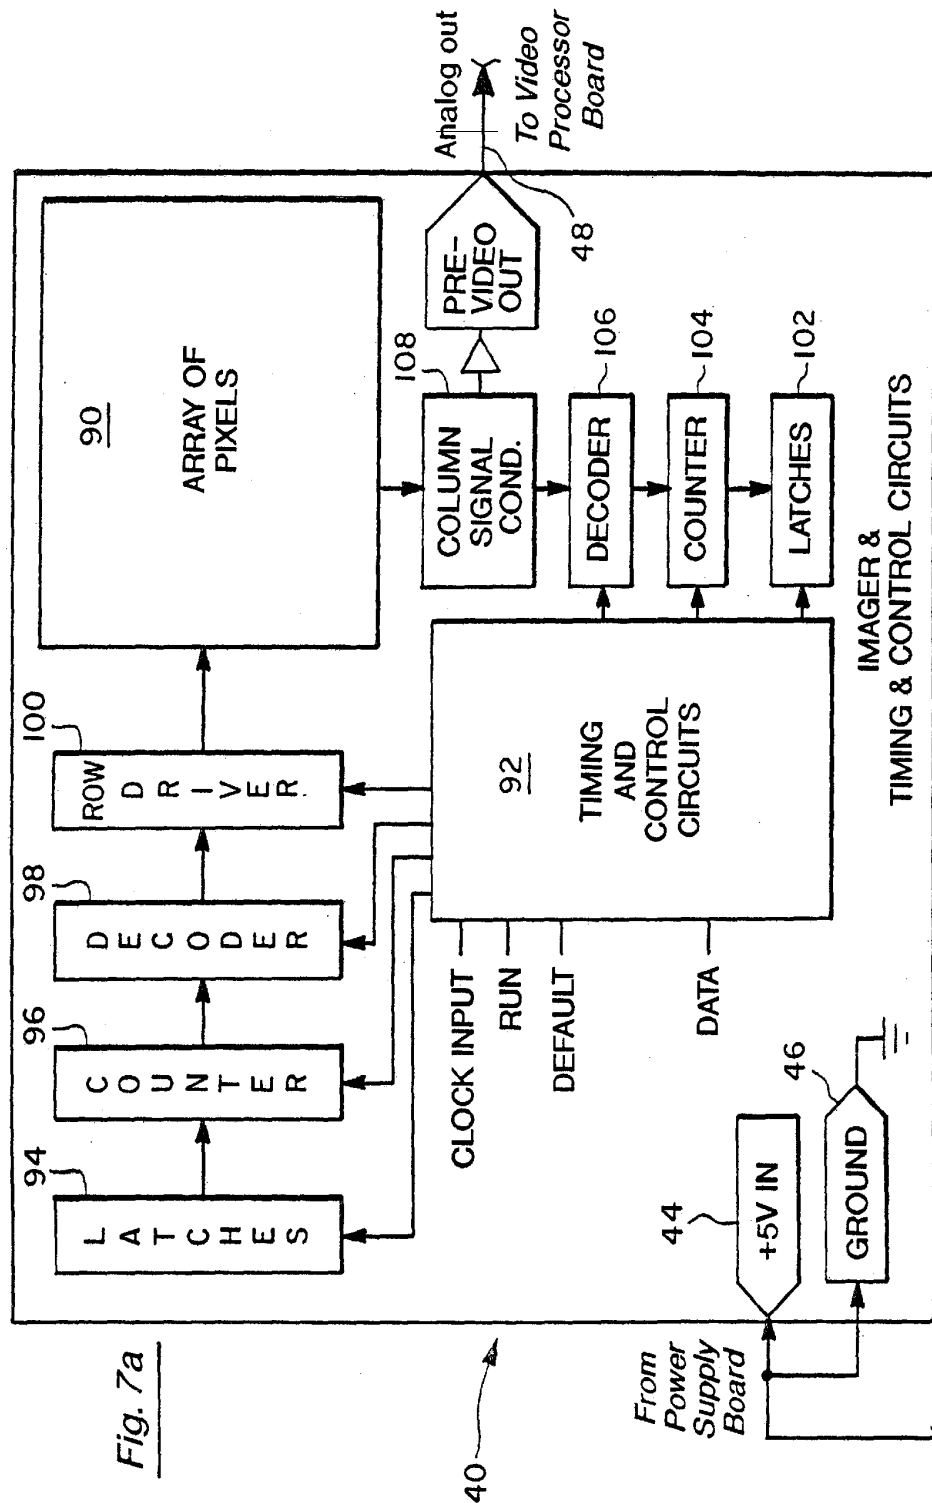 Fig. 7a
40
94
LATCHES
96
COUNTER
98
DECODER
100
ROW
DRIVER
90
ARRAY OF
PIXELS
92
TIMING AND
CONTROL
CIRCUITS
CLOCK INPUT
RUN
DEFAULT
DATA
108
COLUMN
SIGNAL
COND.
PRE-
VIDEO
OUT
48
Analog out
To Video
Processor
Board
DECODER
106
COUNTER
104
LATCHES
102
From
Power
Supply
Board
44
+5V IN
46
GROUND
IMAGER &
TIMING & CONTROL CIRCUITS